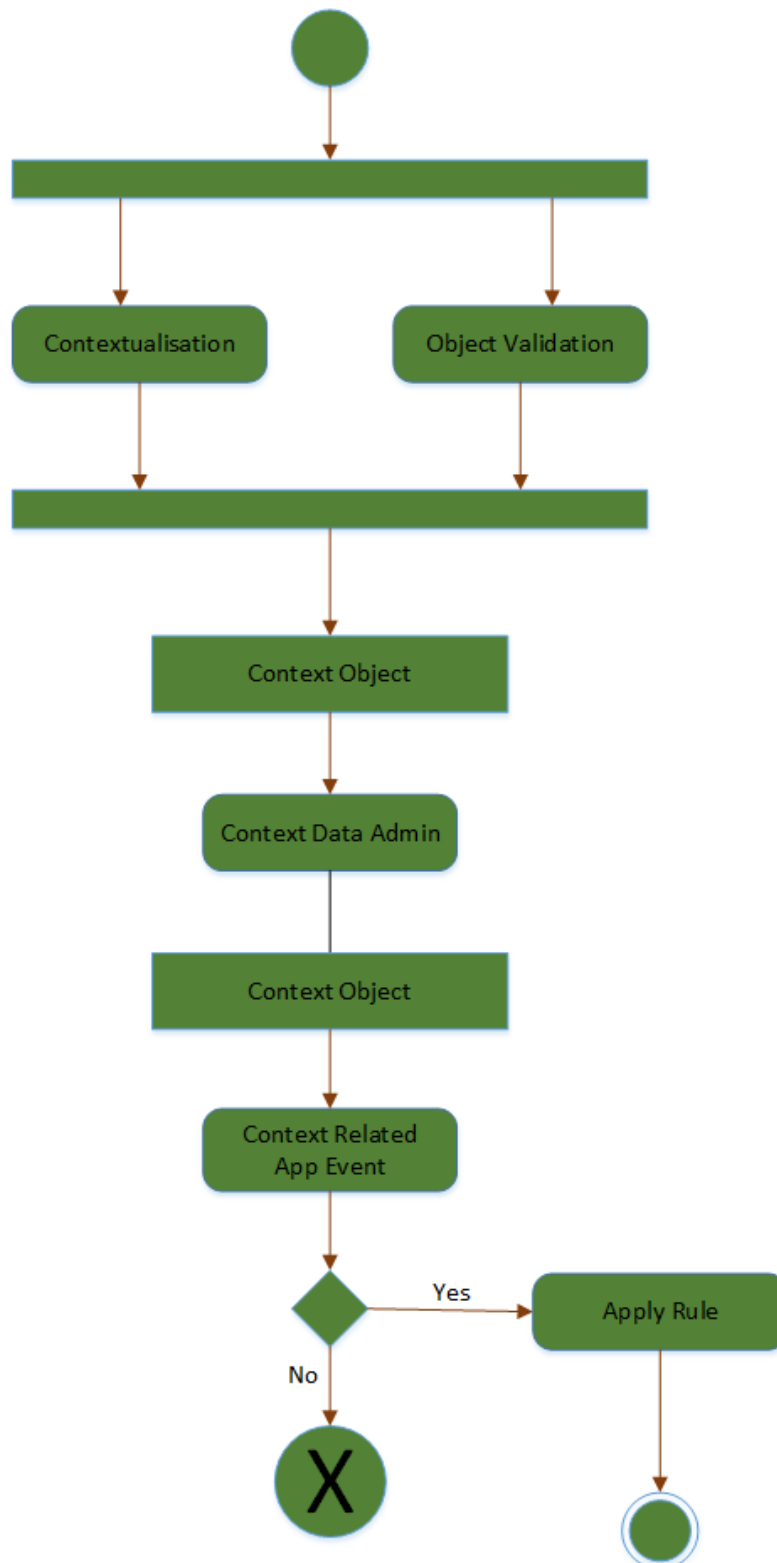 Contextualisation
Object Validation
Context Object
Context Data Admin
Context Object
Context Related
App Event
Yes
Apply Rule
No
X